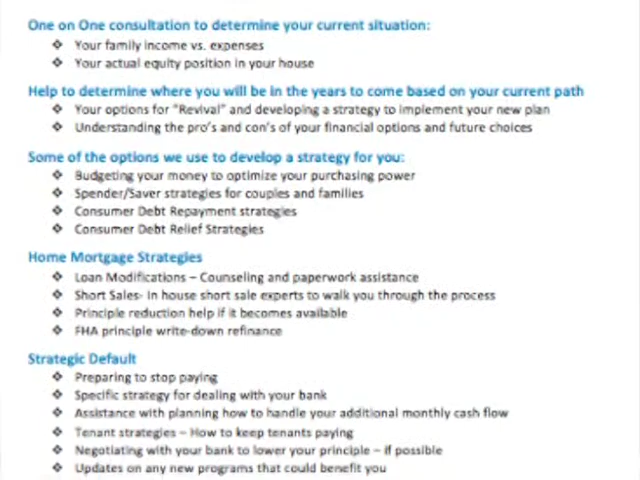 One on One consultation to determine your current situation:
❖ Your family income vs. expenses
❖ Your actual equity position in your house
Help to determine where you will be in the years to come based on your current path
❖ Your options for "Revival" and developing a strategy to implement your new plan
❖ Understanding the pro's and con's of your financial options and future choices
Some of the options we use to develop a strategy for you:
❖ Budgeting your money to optimize your purchasing power
❖ Spender/Saver strategies for couples and families
❖ Consumer Debt Repayment strategies
❖ Consumer Debt Relief Strategies
Home Mortgage Strategies
❖ Loan Modifications – Counseling and paperwork assistance
❖ Short Sales- In house short sale experts to walk you through the process
❖ Principle reduction help if it becomes available
❖ FHA principle write-down refinance
Strategic Default
❖ Preparing to stop paying
❖ Specific strategy for dealing with your bank
❖ Assistance with planning how to handle your additional monthly cash flow
❖ Tenant strategies – How to keep tenants paying
❖ Negotiating with your bank to lower your principle – if possible
❖ Updates on any new programs that could benefit you